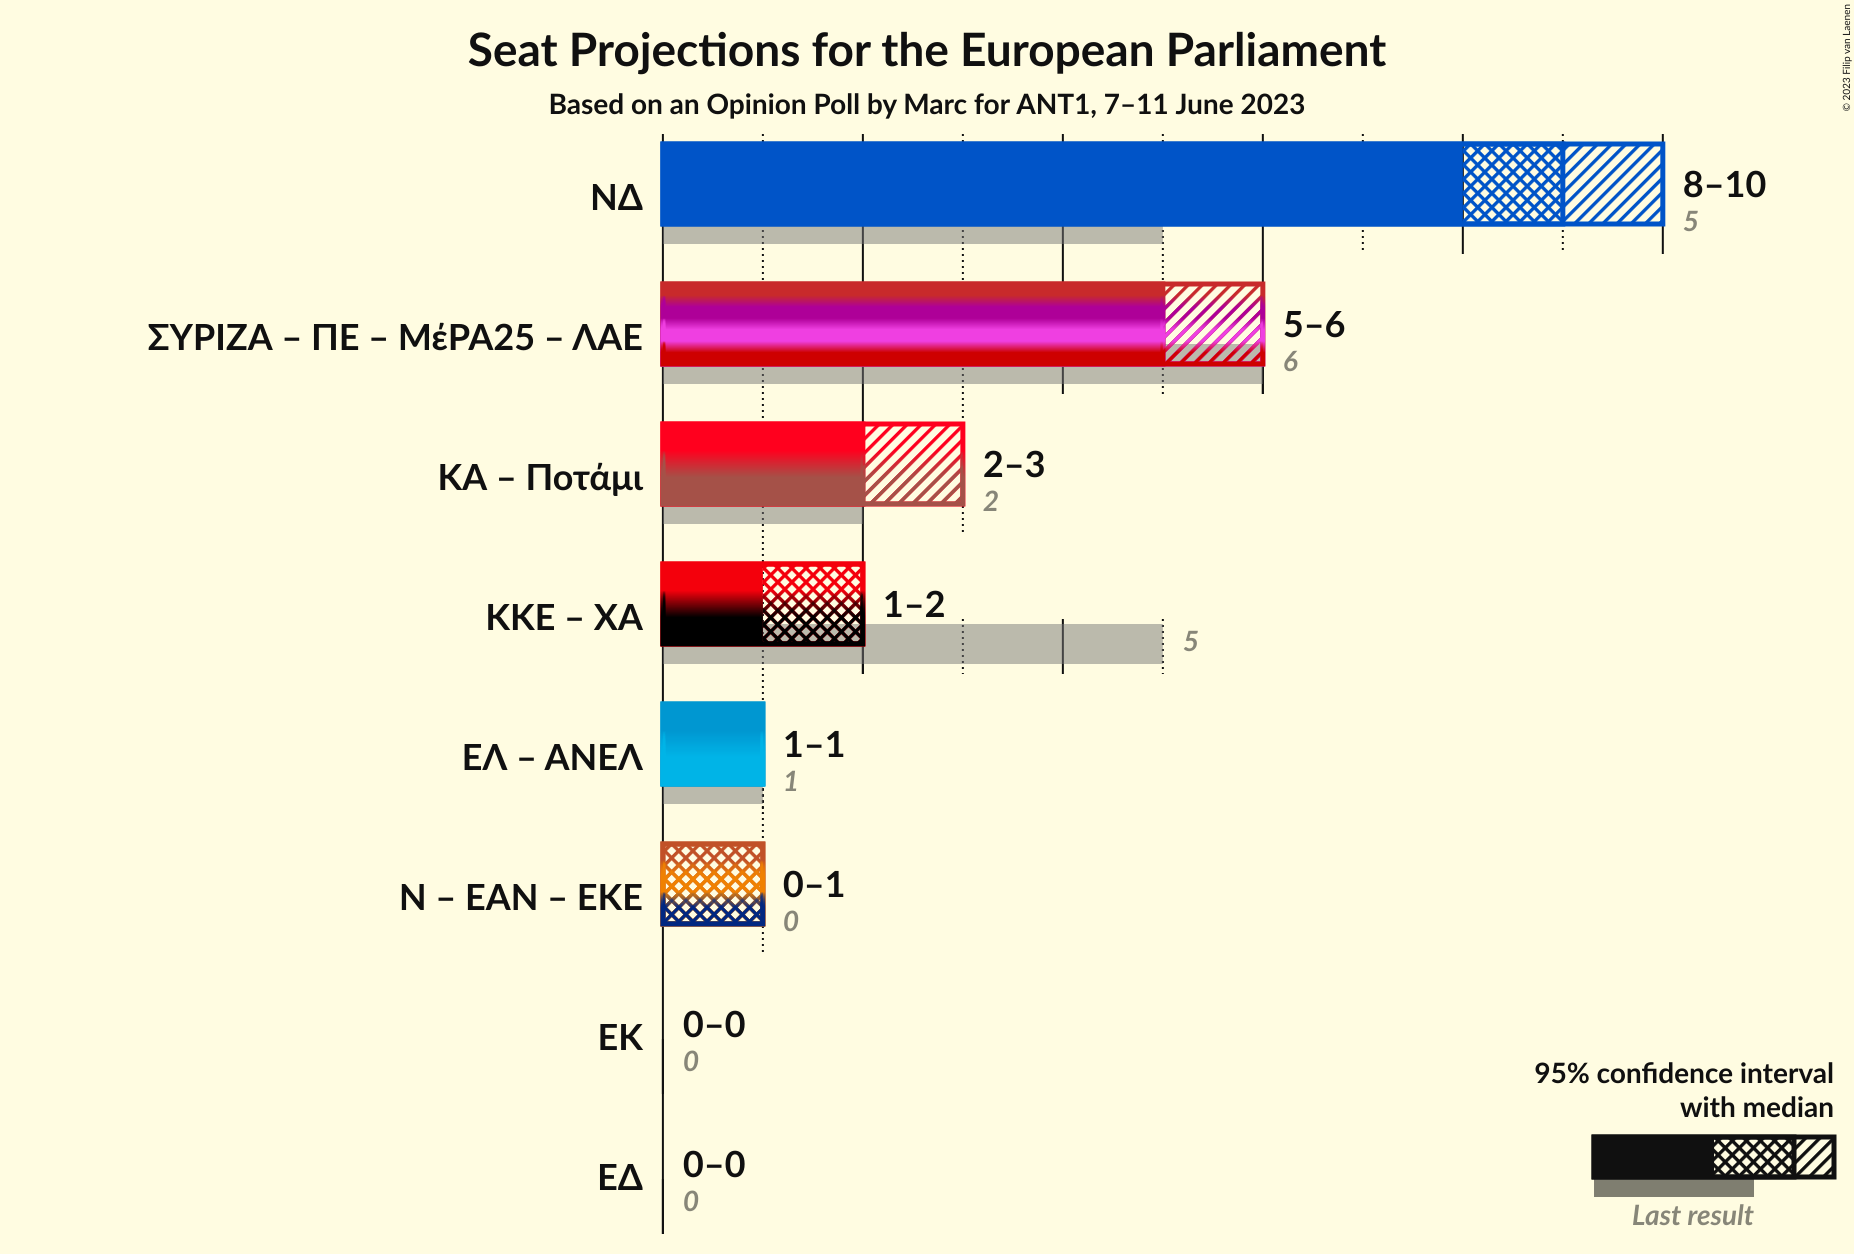 Seat Projections for the European Parliament
Based on an Opinion Poll by Marc for ANT1, 7–11 June 2023
© 2023 Filip van Laenen
ΝΔ
8–10
5
ΣΥΡΙΖΑ – ΠΕ – ΜέΡΑ25 – ΛΑΕ
5–6
6
ΚΑ – Ποτάμι
2–3
2
ΚΚΕ – ΧΑ
1–2
5
ΕΛ – ΑΝΕΛ
1–1
1
Ν – ΕΑΝ – ΕΚΕ
0–1
0
ΕΚ
0–0
0
ΕΔ
0–0
0
95% confidence interval
with median
Last result